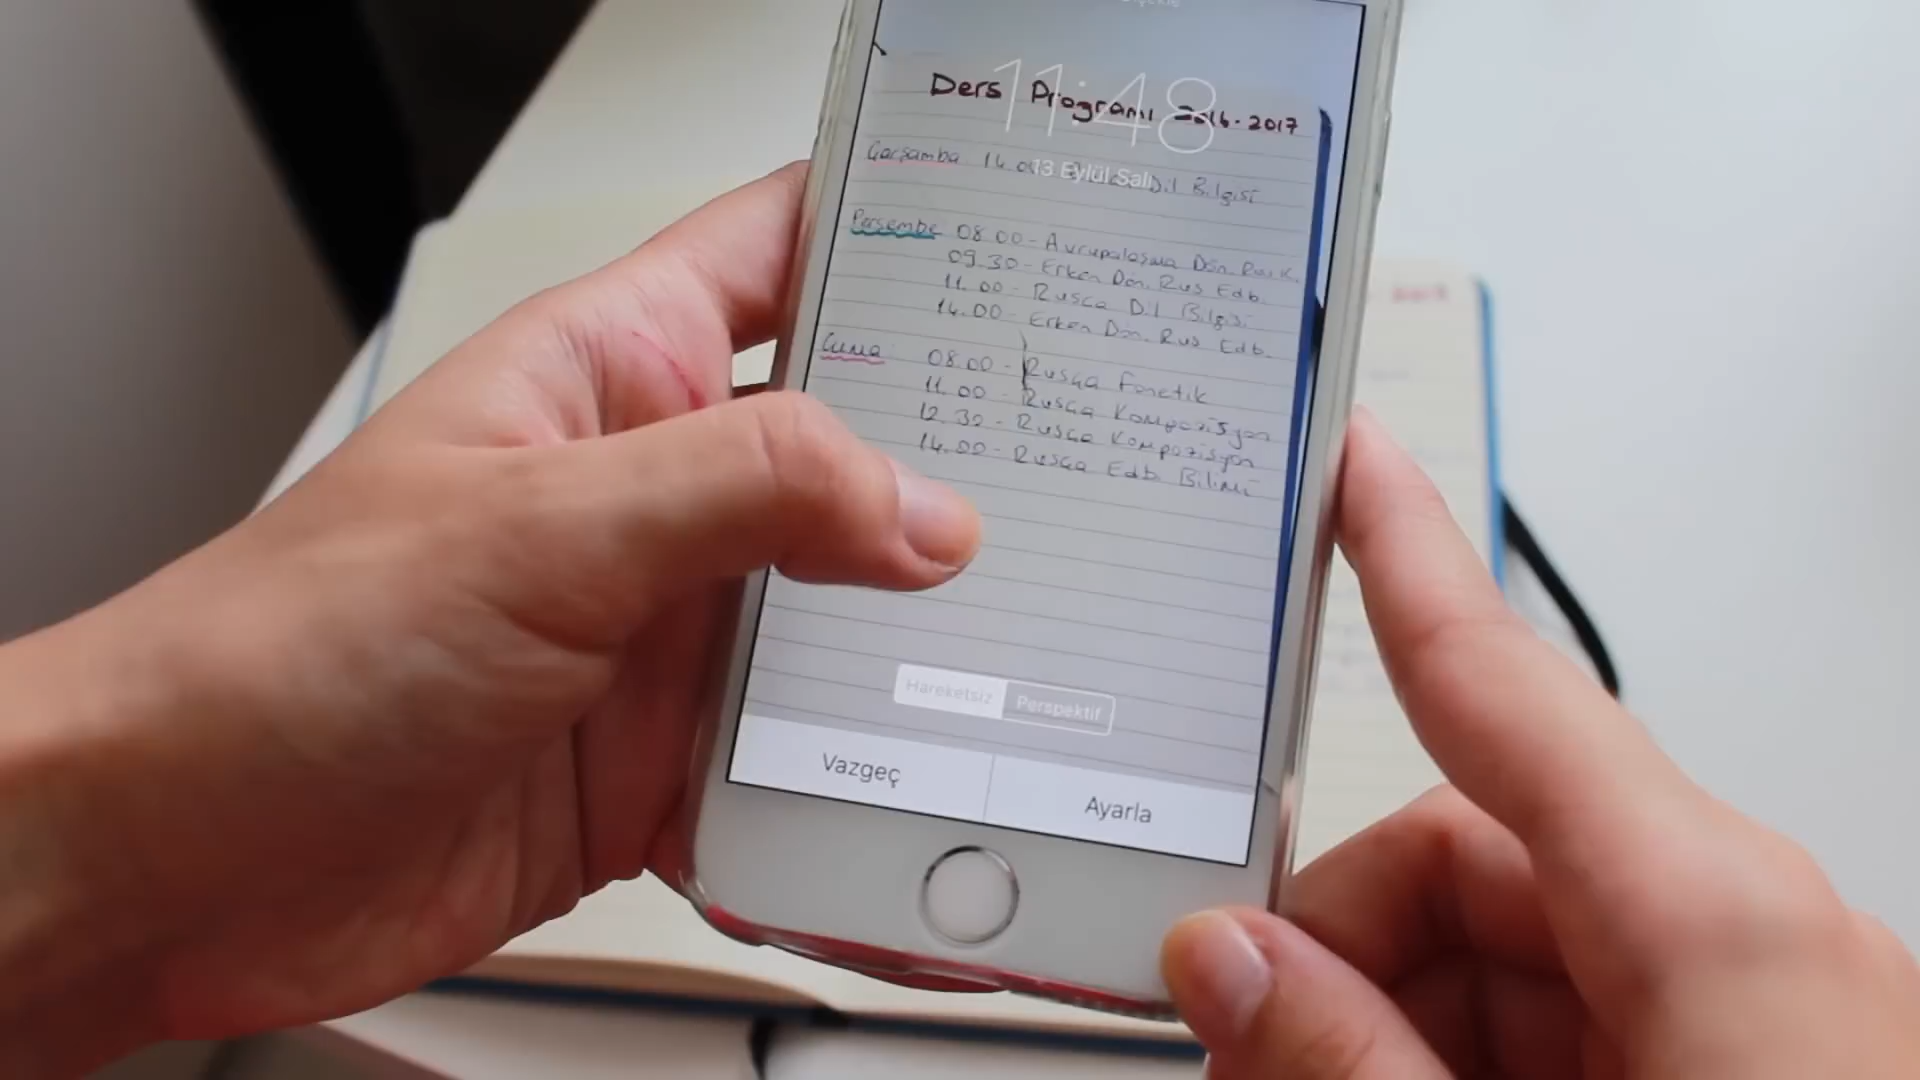 11:48
13 Eylül Salı
Ders Programı 2016-2017
Çarşamba 14.00 Dil Bilgisi
Perşembe 08.00 - Avrupalaşma Dön.
09.30 - Erken Dön. Rus Edb.
11.00 - Rusça Dil Bilgisi
14.00 - Erken Dön. Rus Edb.
Cuma 08.00 - Rusça Fonetik
11.00 - Rusça Kompozisyon
12.30 - Rusça Kompozisyon
14.00 - Rusça Edb. Bilimi
Hareketsiz Perspektif
Vazgeç Ayarla